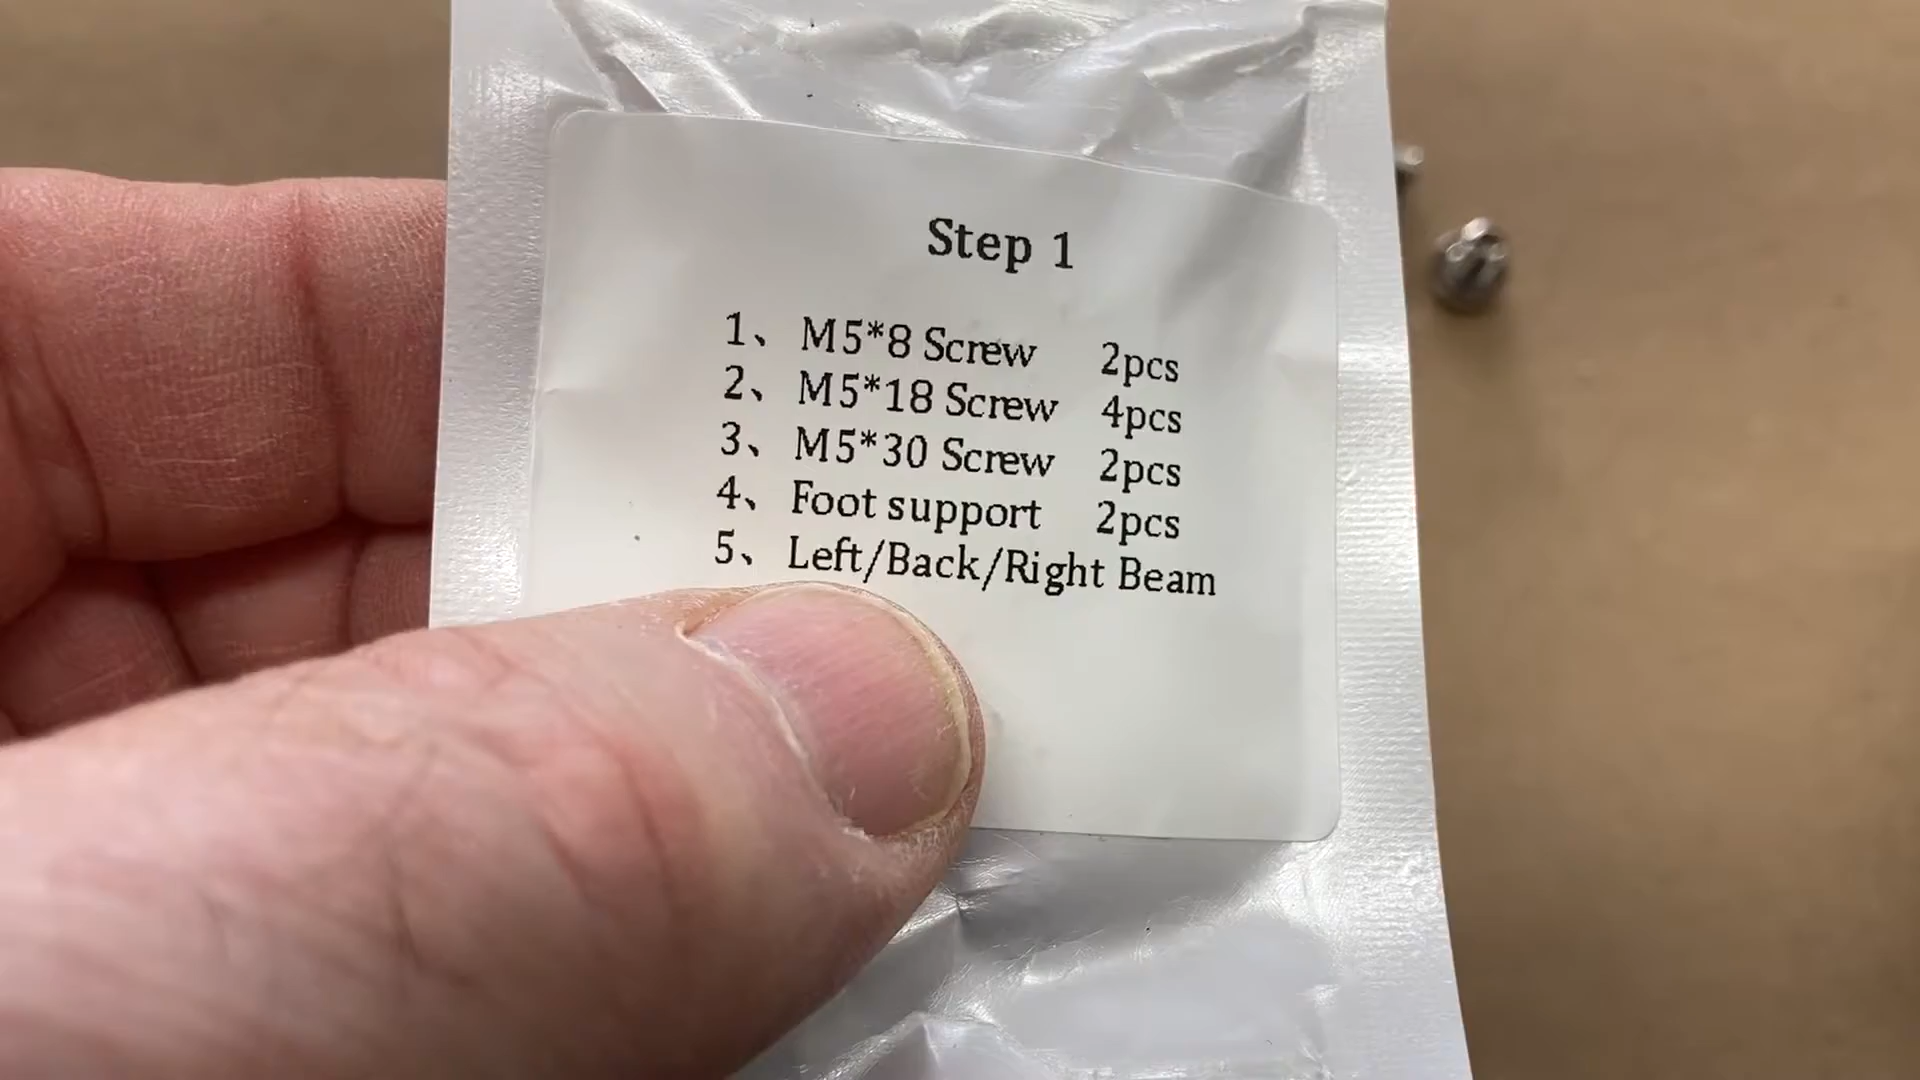 Step 1
1、 M5*8 Screw 2pcs
2、 M5*18 Screw 4pcs
3、 M5*30 Screw 2pcs
4、 Foot support 2pcs
5、 Left/Back/Right Beam